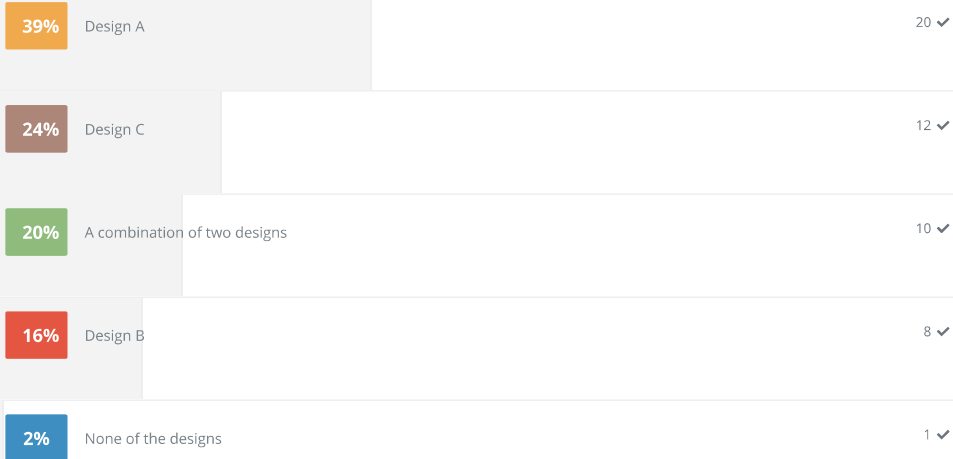 39% Design A 20
24% Design C 12
20% A combination of two designs 10
16% Design B 8
2% None of the designs 1